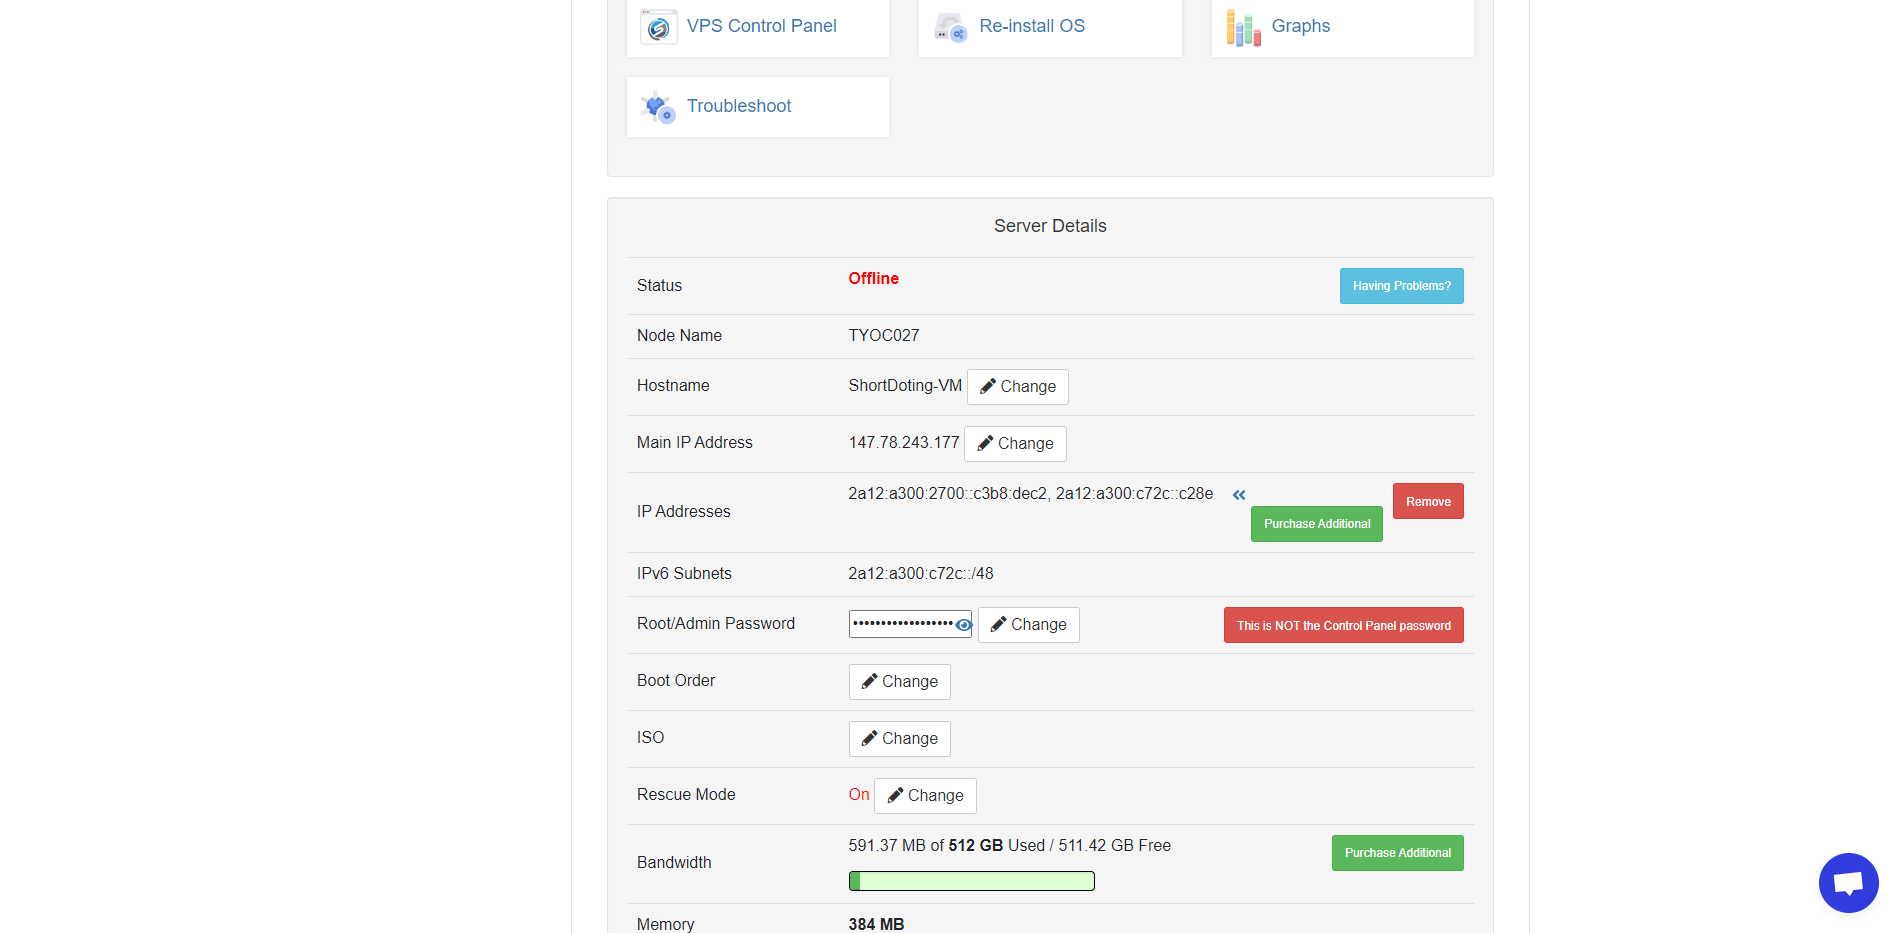 VPS Control Panel
Re-install OS
Graphs
Troubleshoot
Server Details
Status
Offline
Having Problems?
Node Name
TYOC027
Hostname
ShortDoting-VM
Change
Main IP Address
147.78.243.177
Change
IP Addresses
2a12:a300:2700::c3b8:dec2, 2a12:a300:c72c::c28e
«
Purchase Additional
Remove
IPv6 Subnets
2a12:a300:c72c::/48
Root/Admin Password
••••••••••••••••••
Change
This is NOT the Control Panel password
Boot Order
Change
ISO
Change
Rescue Mode
On
Change
Bandwidth
591.37 MB of 512 GB Used / 511.42 GB Free
Purchase Additional
Memory
384 MB